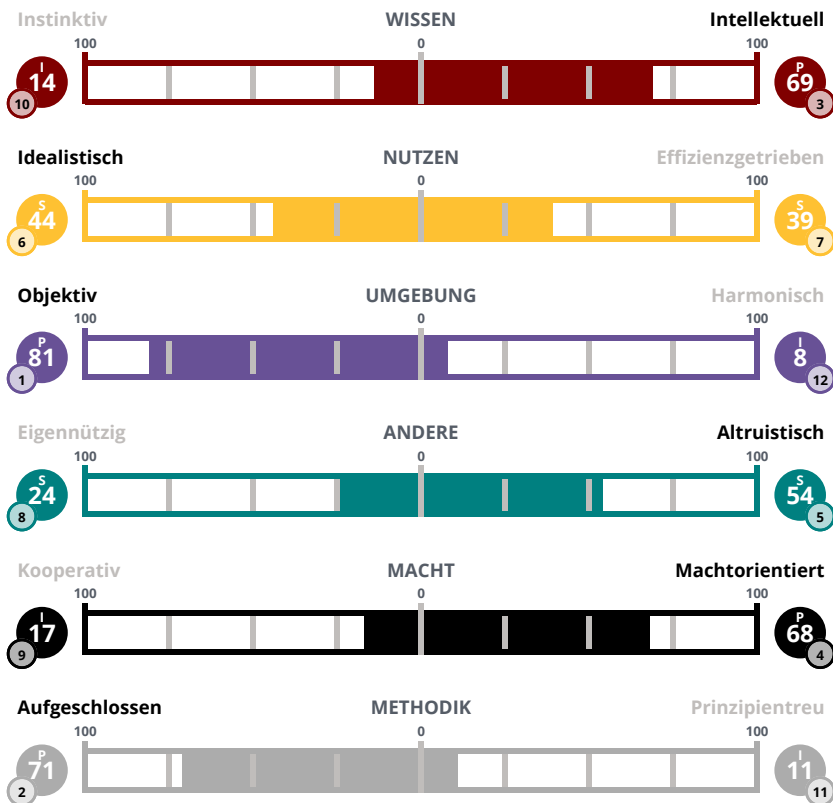 Instinktiv WISSEN Intellektuell
100 0 100
I 14 10 P 69 3
Idealistisch NUTZEN Effizienzgetrieben
100 0 100
S 44 6 S 39 7
Objektiv UMGEBUNG Harmonisch
100 0 100
P 81 1 I 8 12
Eigennützig ANDERE Altruistisch
100 0 100
S 24 8 S 54 5
Kooperativ MACHT Machtorientiert
100 0 100
I 17 9 P 68 4
Aufgeschlossen METHODIK Prinzipientreu
100 0 100
P 71 2 I 11 11